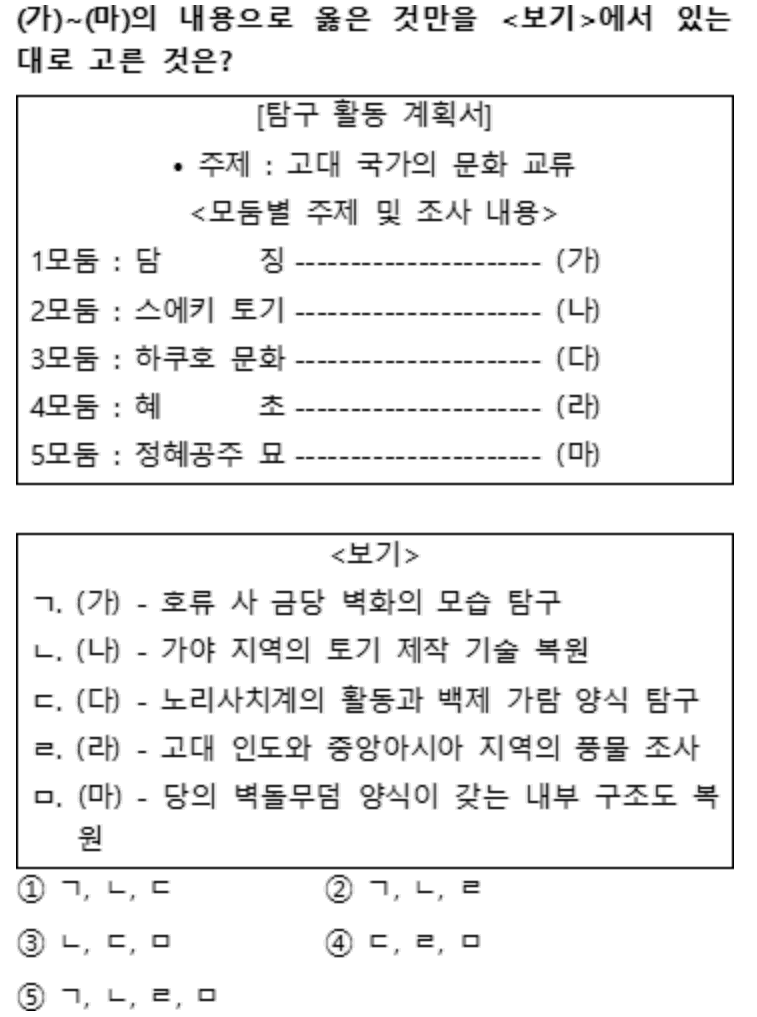 (가)~(마)의 내용으로 옳은 것만을 <보기>에서 있는
대로 고른 것은?
[탐구 활동 계획서]
• 주제 : 고대 국가의 문화 교류
<모둠별 주제 및 조사 내용>
1모둠 : 담 징 ---------------------- (가)
2모둠 : 스에키 토기 ---------------------- (나)
3모둠 : 하쿠호 문화 ---------------------- (다)
4모둠 : 혜 초 ---------------------- (라)
5모둠 : 정혜공주 묘 ---------------------- (마)
<보기>
ㄱ. (가) - 호류 사 금당 벽화의 모습 탐구
ㄴ. (나) - 가야 지역의 토기 제작 기술 복원
ㄷ. (다) - 노리사치계의 활동과 백제 가람 양식 탐구
ㄹ. (라) - 고대 인도와 중앙아시아 지역의 풍물 조사
ㅁ. (마) - 당의 벽돌무덤 양식이 갖는 내부 구조도 복
원
① ㄱ, ㄴ, ㄷ ② ㄱ, ㄴ, ㄹ
③ ㄴ, ㄷ, ㅁ ④ ㄷ, ㄹ, ㅁ
⑤ ㄱ, ㄴ, ㄹ, ㅁ